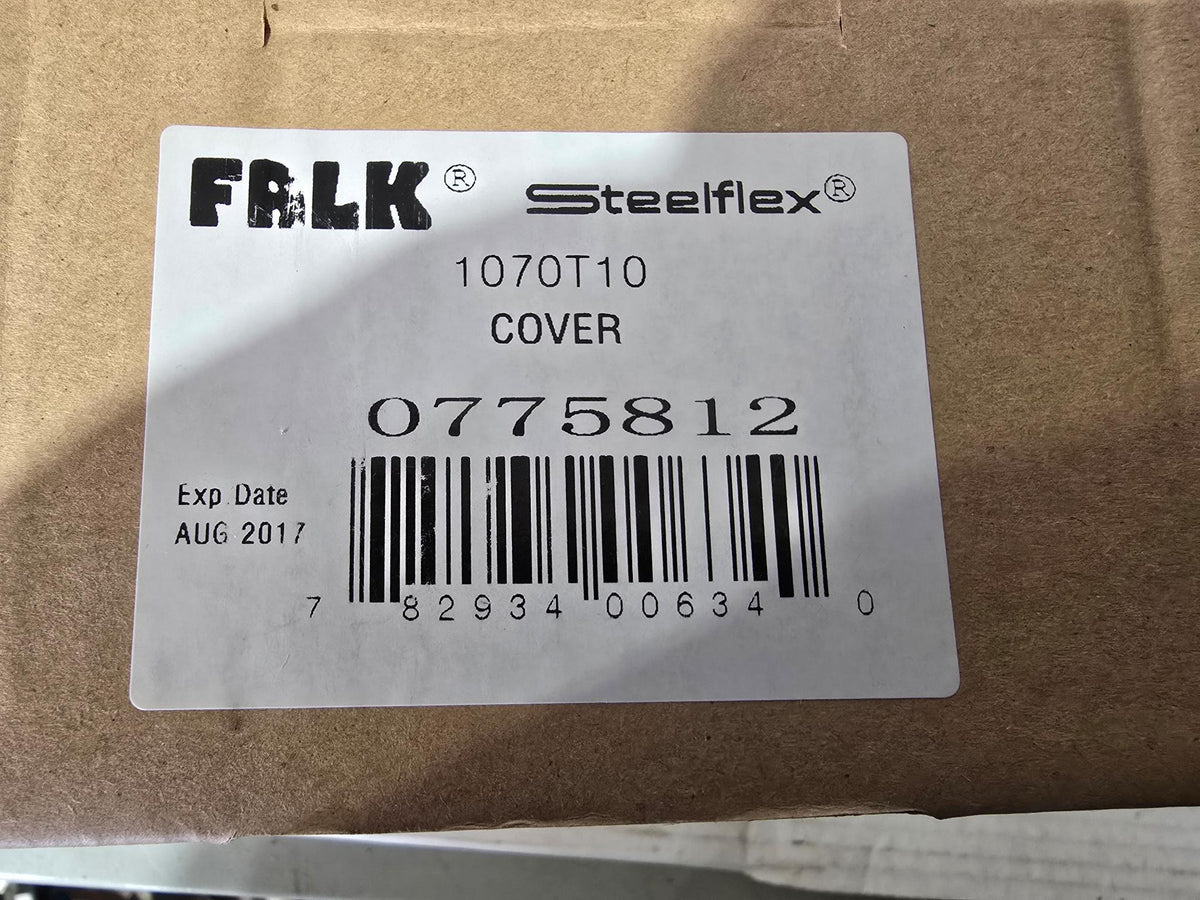 FALK® Steelflex®
1070T10
COVER
0775812
Exp. Date
AUG 2017
7 82934 00634 0